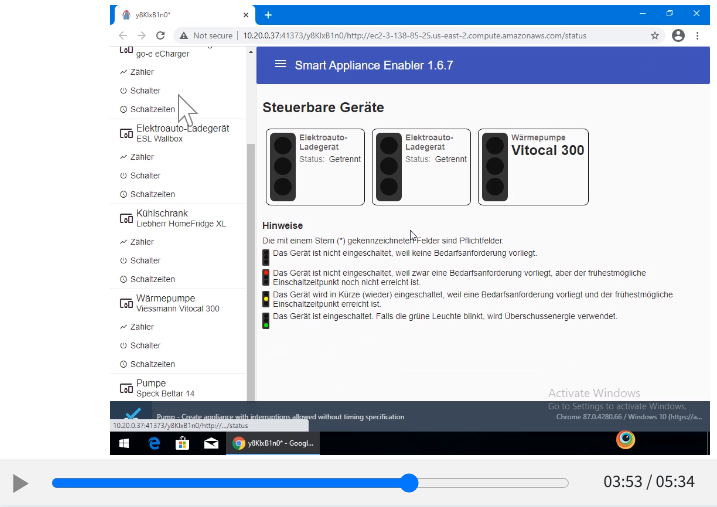 y8KlxB1n0*
Not secure
10.20.0.37:41373/y8KlxB1n0/http://ec2-3-138-85-25.us-east-2.compute.amazonaws.com/status
go-e eCharger
Zähler
Schalter
Schaltzeiten
Elektroauto-Ladegerät
ESL Wallbox
Zähler
Schalter
Schaltzeiten
Kühlschrank
Liebherr HomeFridge XL
Zähler
Schalter
Schaltzeiten
Wärmepumpe
Viessmann Vitocal 300
Zähler
Schalter
Schaltzeiten
Pumpe
Speck Bettar 14
Smart Appliance Enabler 1.6.7
Steuerbare Geräte
Elektroauto-
Ladegerät
Status: Getrennt
Elektroauto-
Ladegerät
Status: Getrennt
Wärmepumpe
Vitocal 300
Hinweise
Die mit einem Stern (*) gekennzeichneten Felder sind Pflichtfelder.
Das Gerät ist nicht eingeschaltet, weil keine Bedarfsanforderung vorliegt.
Das Gerät ist nicht eingeschaltet, weil zwar eine Bedarfsanforderung vorliegt, aber der frühestmögliche
Einschaltzeitpunkt noch nicht erreicht ist.
Das Gerät wird in Kürze (wieder) eingeschaltet, weil eine Bedarfsanforderung vorliegt und der frühestmögliche
Einschaltzeitpunkt erreicht ist.
Das Gerät ist eingeschaltet. Falls die grüne Leuchte blinkt, wird Überschussenergie verwendet.
Activate Windows
Go to Settings to activate Windows.
Pump - Create appliance with interruptions allowed without timing specification
Chrome 87.0.4280.66 / Windows 10 (https://a...
10.20.0.37:41373/y8KlxB1n0/http://.../status
y8KlxB1n0* - Googl...
03:53 / 05:34